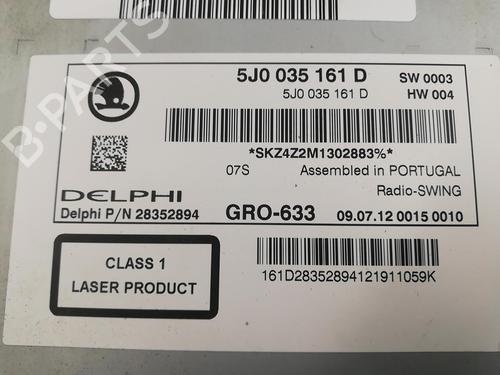 5J0 035 161 D SW 0003
5J0 035 161 D HW 004
*SKZ4Z2M1302883%*
07S Assembled in PORTUGAL
Radio-SWING
DELPHI
Delphi P/N 28352894 GRO-633 09.07.12 0015 0010
CLASS 1
LASER PRODUCT
161D28352894121911059K
B-PARTS